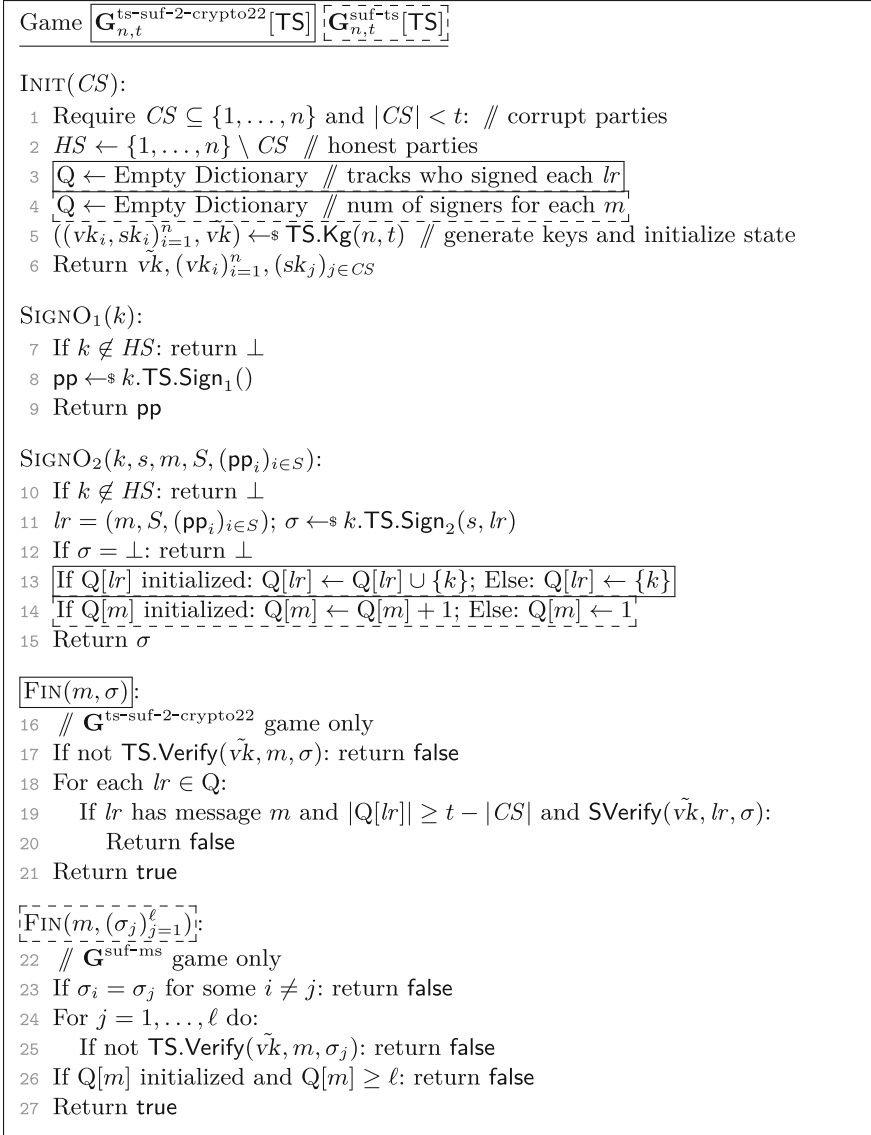 Game G^{ts-suf-2-crypto22}_{n,t}[TS] G^{suf-ts}_{n,t}[TS]
INIT(CS):
1 Require CS ⊆ {1, . . . , n} and |CS| < t: // corrupt parties
2 HS ← {1, . . . , n} \ CS // honest parties
3 Q ← Empty Dictionary // tracks who signed each lr
4 Q ← Empty Dictionary // num of signers for each m
5 ((vk_i, sk_i)^n_{i=1}, ṽk) ←$ TS.Kg(n, t) // generate keys and initialize state
6 Return ṽk, (vk_i)^n_{i=1}, (sk_j)_{j∈CS}
SIGNO_1(k):
7 If k ∉ HS: return ⊥
8 pp ←$ k.TS.Sign_1()
9 Return pp
SIGNO_2(k, s, m, S, (pp_i)_{i∈S}):
10 If k ∉ HS: return ⊥
11 lr = (m, S, (pp_i)_{i∈S}); σ ←$ k.TS.Sign_2(s, lr)
12 If σ = ⊥: return ⊥
13 If Q[lr] initialized: Q[lr] ← Q[lr] ∪ {k}; Else: Q[lr] ← {k}
14 If Q[m] initialized: Q[m] ← Q[m] + 1; Else: Q[m] ← 1
15 Return σ
FIN(m, σ):
16 // G^{ts-suf-2-crypto22} game only
17 If not TS.Verify(ṽk, m, σ): return false
18 For each lr ∈ Q:
19 If lr has message m and |Q[lr]| ≥ t − |CS| and SVerify(ṽk, lr, σ):
20 Return false
21 Return true
FIN(m, (σ_j)^ℓ_{j=1}):
22 // G^{suf-ms} game only
23 If σ_i = σ_j for some i ≠ j: return false
24 For j = 1, . . . , ℓ do:
25 If not TS.Verify(ṽk, m, σ_j): return false
26 If Q[m] initialized and Q[m] ≥ ℓ: return false
27 Return true